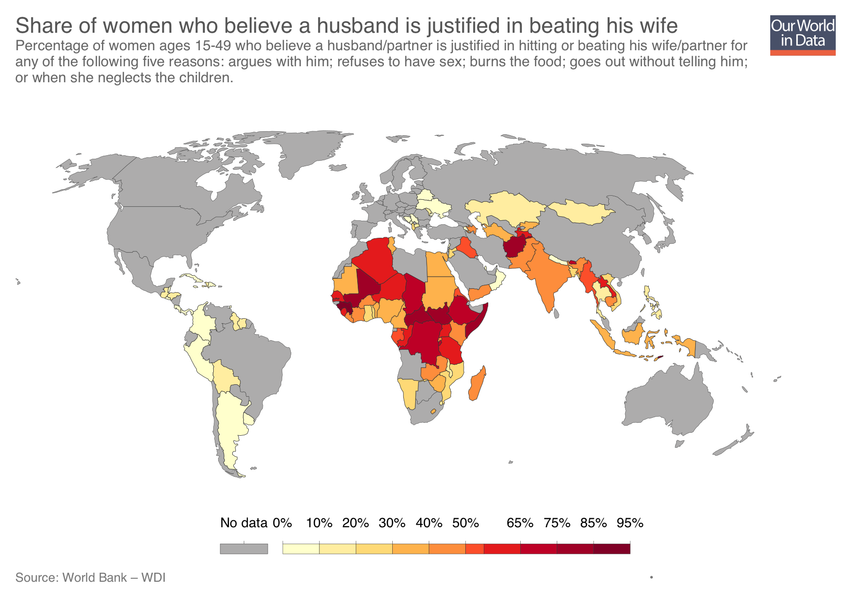 Share of women who believe a husband is justified in beating his wife
Our World
in Data
Percentage of women ages 15-49 who believe a husband/partner is justified in hitting or beating his wife/partner for
any of the following five reasons: argues with him; refuses to have sex; burns the food; goes out without telling him;
or when she neglects the children.
No data 0% 10% 20% 30% 40% 50% 65% 75% 85% 95%
Source: World Bank – WDI